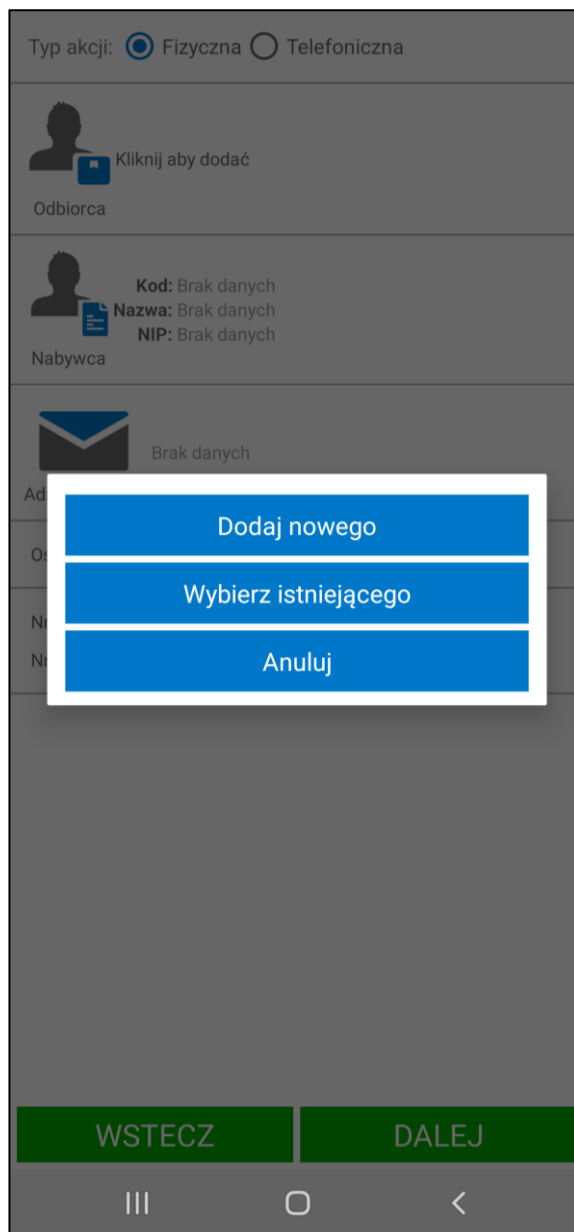 Typ akcji: Fizyczna Telefoniczna
Kliknij aby dodać
Odbiorca
Kod: Brak danych
Nazwa: Brak danych
NIP: Brak danych
Nabywca
Brak danych
Dodaj nowego
Wybierz istniejącego
Anuluj
WSTECZ DALEJ